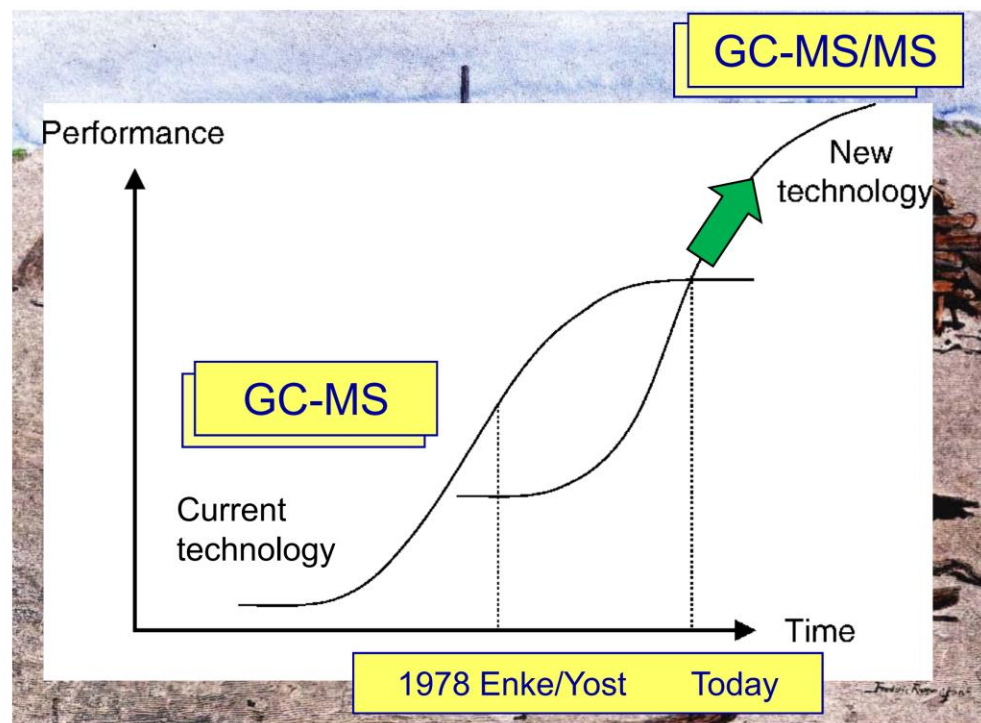 GC-MS/MS
Performance
New
technology
GC-MS
Current
technology
Time
1978 Enke/Yost Today